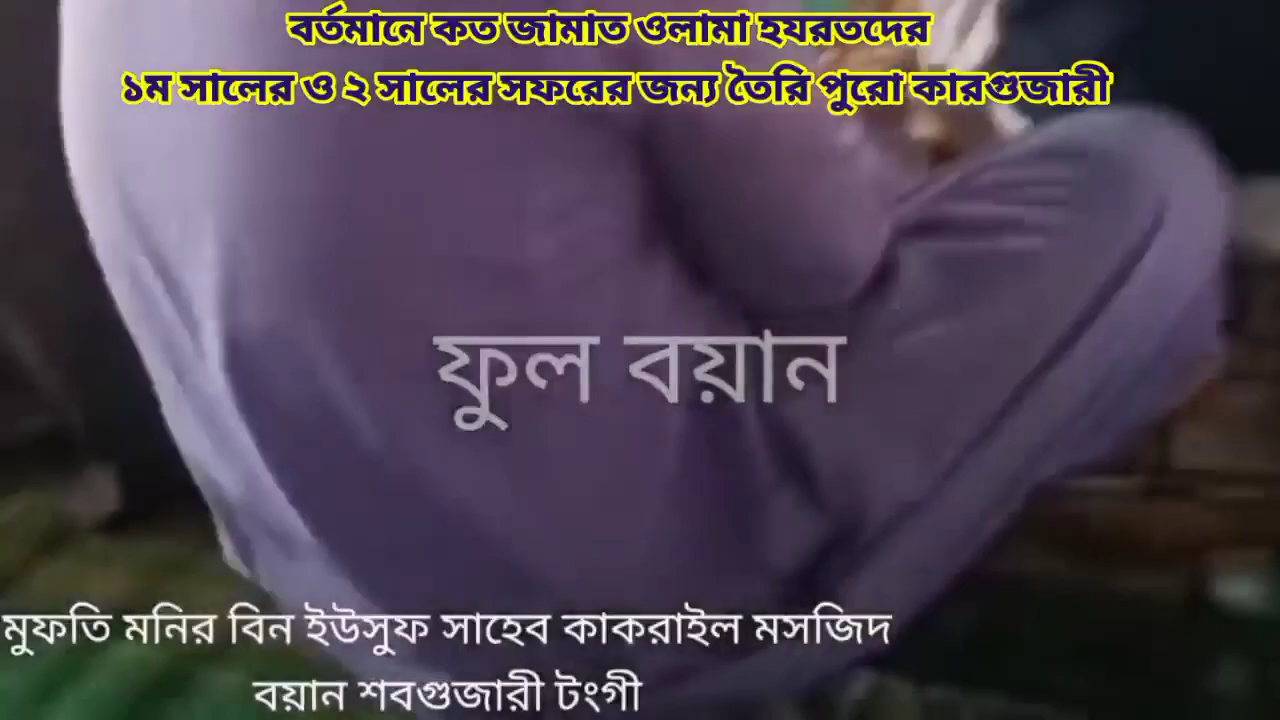 বর্তমানে কত জামাত ওলামা হযরতদের
১ম সালের ও ২ সালের সফরের জন্য তৈরি পুরো কারগুজারী
ফুল বয়ান
মুফতি মনির বিন ইউসুফ সাহেব কাকরাইল মসজিদ
বয়ান শবগুজারী টংগী